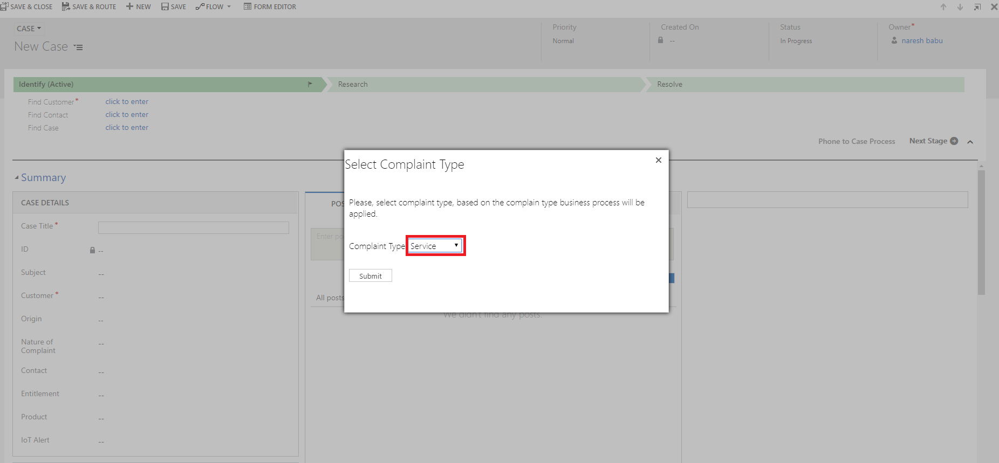 SAVE & CLOSE SAVE & ROUTE NEW SAVE FLOW FORM EDITOR
CASE
New Case
Priority Created On Status Owner*
Normal -- In Progress naresh babu
Identify (Active) Research Resolve
Find Customer* click to enter
Find Contact click to enter
Find Case click to enter
Phone to Case Process Next Stage
Summary
CASE DETAILS
Case Title*
ID --
Subject --
Customer* --
Origin --
Nature of
Complaint --
Contact --
Entitlement --
Product --
IoT Alert --
POS
Enter po
All posts
We didn't find any posts.
Select Complaint Type
Please, select complaint type, based on the complain type business process will be
applied.
Complaint Type Service
Submit